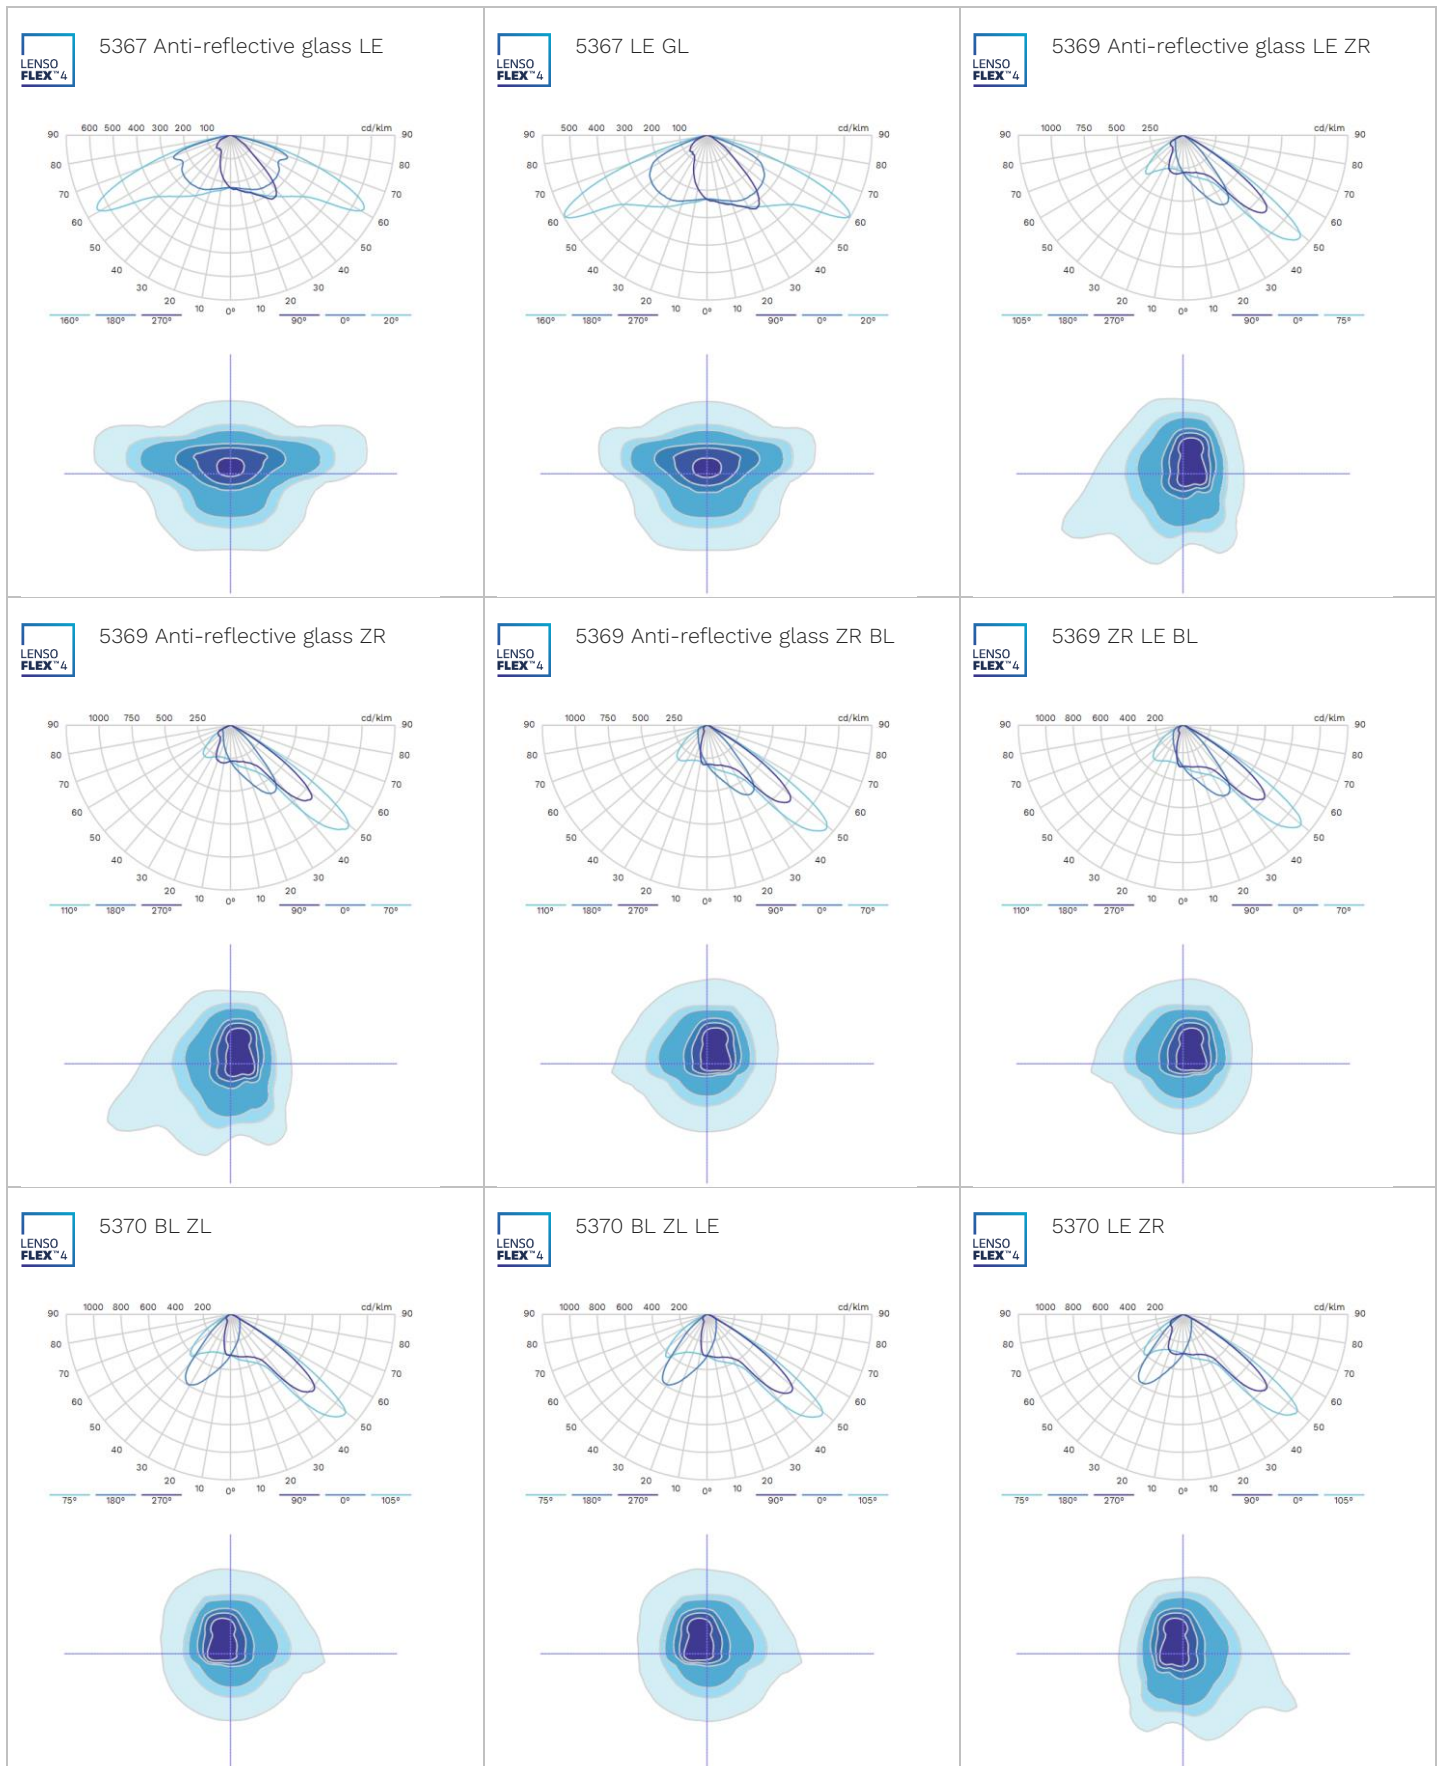 LENSO
FLEX™4
5367 Anti-reflective glass LE
90 600 500 400 300 200 100 cd/klm 90
80 80
70 70
60 60
50 50
40 40
30 30
20 10 0° 10 20
160° 180° 270° 90° 0° 20°
LENSO
FLEX™4
5367 LE GL
90 500 400 300 200 100 cd/klm 90
80 80
70 70
60 60
50 50
40 40
30 30
20 10 0° 10 20
160° 180° 270° 90° 0° 20°
LENSO
FLEX™4
5369 Anti-reflective glass LE ZR
90 1000 750 500 250 cd/klm 90
80 80
70 70
60 60
50 50
40 40
30 30
20 10 0° 10 20
105° 180° 270° 90° 0° 75°
LENSO
FLEX™4
5369 Anti-reflective glass ZR
90 1000 750 500 250 cd/klm 90
80 80
70 70
60 60
50 50
40 40
30 30
20 10 0° 10 20
110° 180° 270° 90° 0° 70°
LENSO
FLEX™4
5369 Anti-reflective glass ZR BL
90 1000 750 500 250 cd/klm 90
80 80
70 70
60 60
50 50
40 40
30 30
20 10 0° 10 20
110° 180° 270° 90° 0° 70°
LENSO
FLEX™4
5369 ZR LE BL
90 1000 800 600 400 200 cd/klm 90
80 80
70 70
60 60
50 50
40 40
30 30
20 10 0° 10 20
110° 180° 270° 90° 0° 70°
LENSO
FLEX™4
5370 BL ZL
90 1000 800 600 400 200 cd/klm 90
80 80
70 70
60 60
50 50
40 40
30 30
20 10 0° 10 20
75° 180° 270° 90° 0° 105°
LENSO
FLEX™4
5370 BL ZL LE
90 1000 800 600 400 200 cd/klm 90
80 80
70 70
60 60
50 50
40 40
30 30
20 10 0° 10 20
75° 180° 270° 90° 0° 105°
LENSO
FLEX™4
5370 LE ZR
90 1000 800 600 400 200 cd/klm 90
80 80
70 70
60 60
50 50
40 40
30 30
20 10 0° 10 20
75° 180° 270° 90° 0° 105°